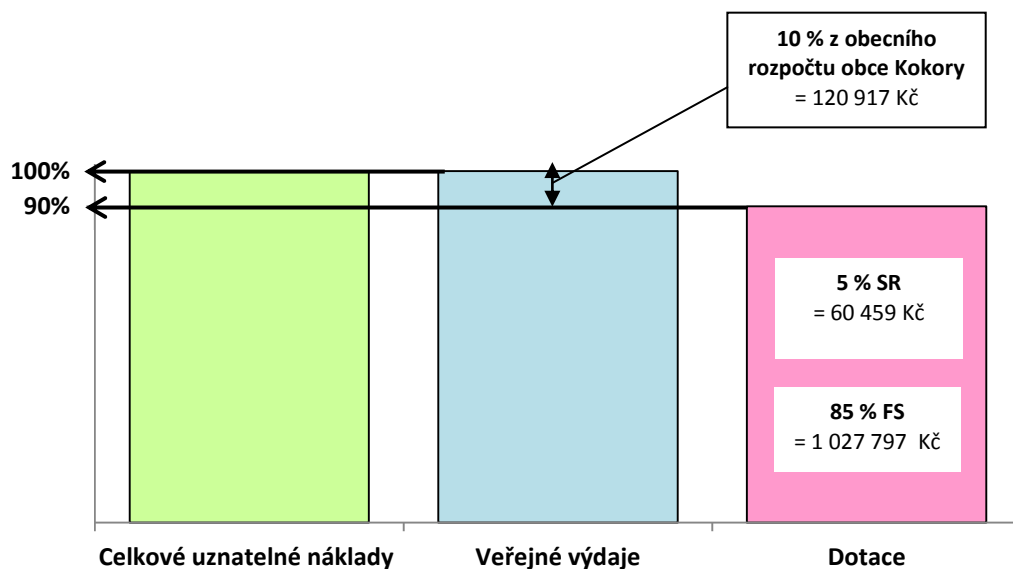 10 % z obecního
rozpočtu obce Kokory
= 120 917 Kč
100%
90%
5 % SR
= 60 459 Kč
85 % FS
= 1 027 797 Kč
Celkové uznatelné náklady
Veřejné výdaje
Dotace